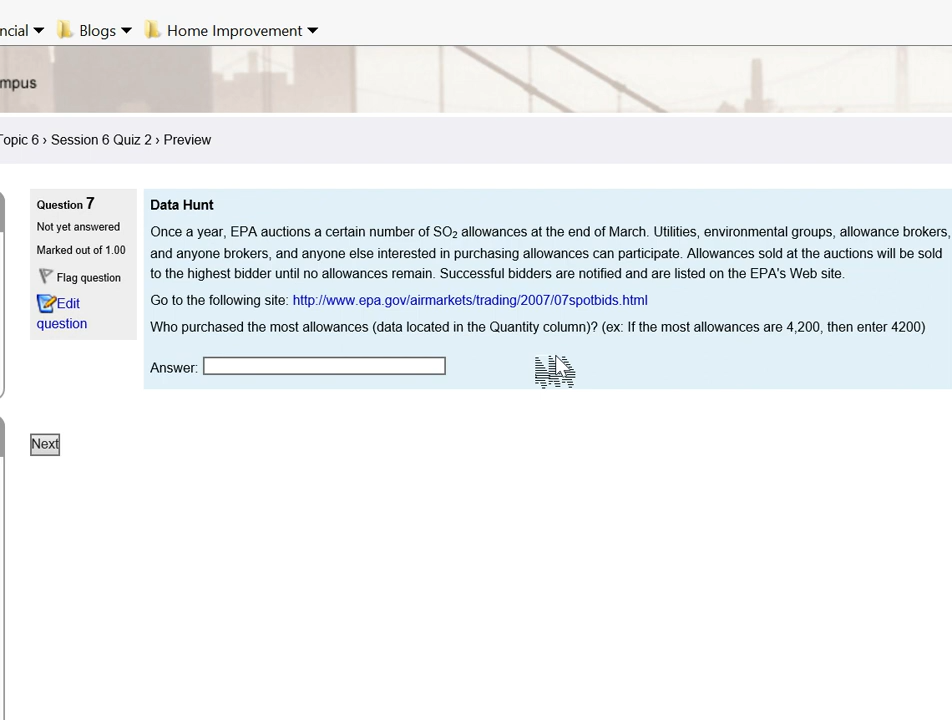 ncial Blogs Home Improvement
mpus
Topic 6 › Session 6 Quiz 2 › Preview
Question 7
Not yet answered
Marked out of 1.00
Flag question
Edit
question
Data Hunt
Once a year, EPA auctions a certain number of SO2 allowances at the end of March. Utilities, environmental groups, allowance brokers,
and anyone brokers, and anyone else interested in purchasing allowances can participate. Allowances sold at the auctions will be sold
to the highest bidder until no allowances remain. Successful bidders are notified and are listed on the EPA's Web site.
Go to the following site: http://www.epa.gov/airmarkets/trading/2007/07spotbids.html
Who purchased the most allowances (data located in the Quantity column)? (ex: If the most allowances are 4,200, then enter 4200)
Answer:
Next